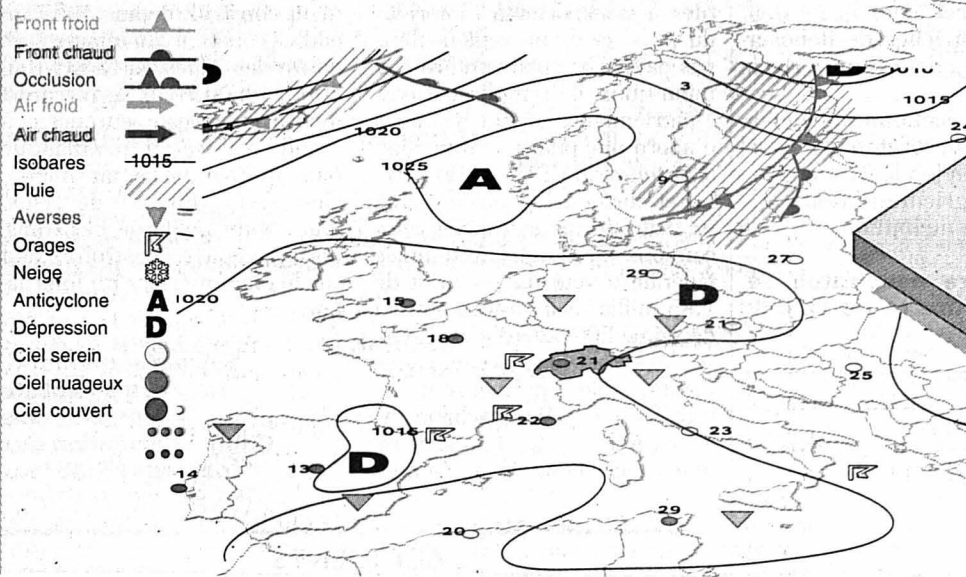 Front froid
Front chaud
Occlusion
Air froid
Air chaud
Isobares 1015
Pluie
Averses
Orages
Neige
Anticyclone A
Dépression D
Ciel serein
Ciel nuageux
Ciel couvert
D
D
1010
3
1015
4
1020
1025
A
9
27
29
1020
15
D
21
18
21
25
22
1015
23
D
13
14
29
20